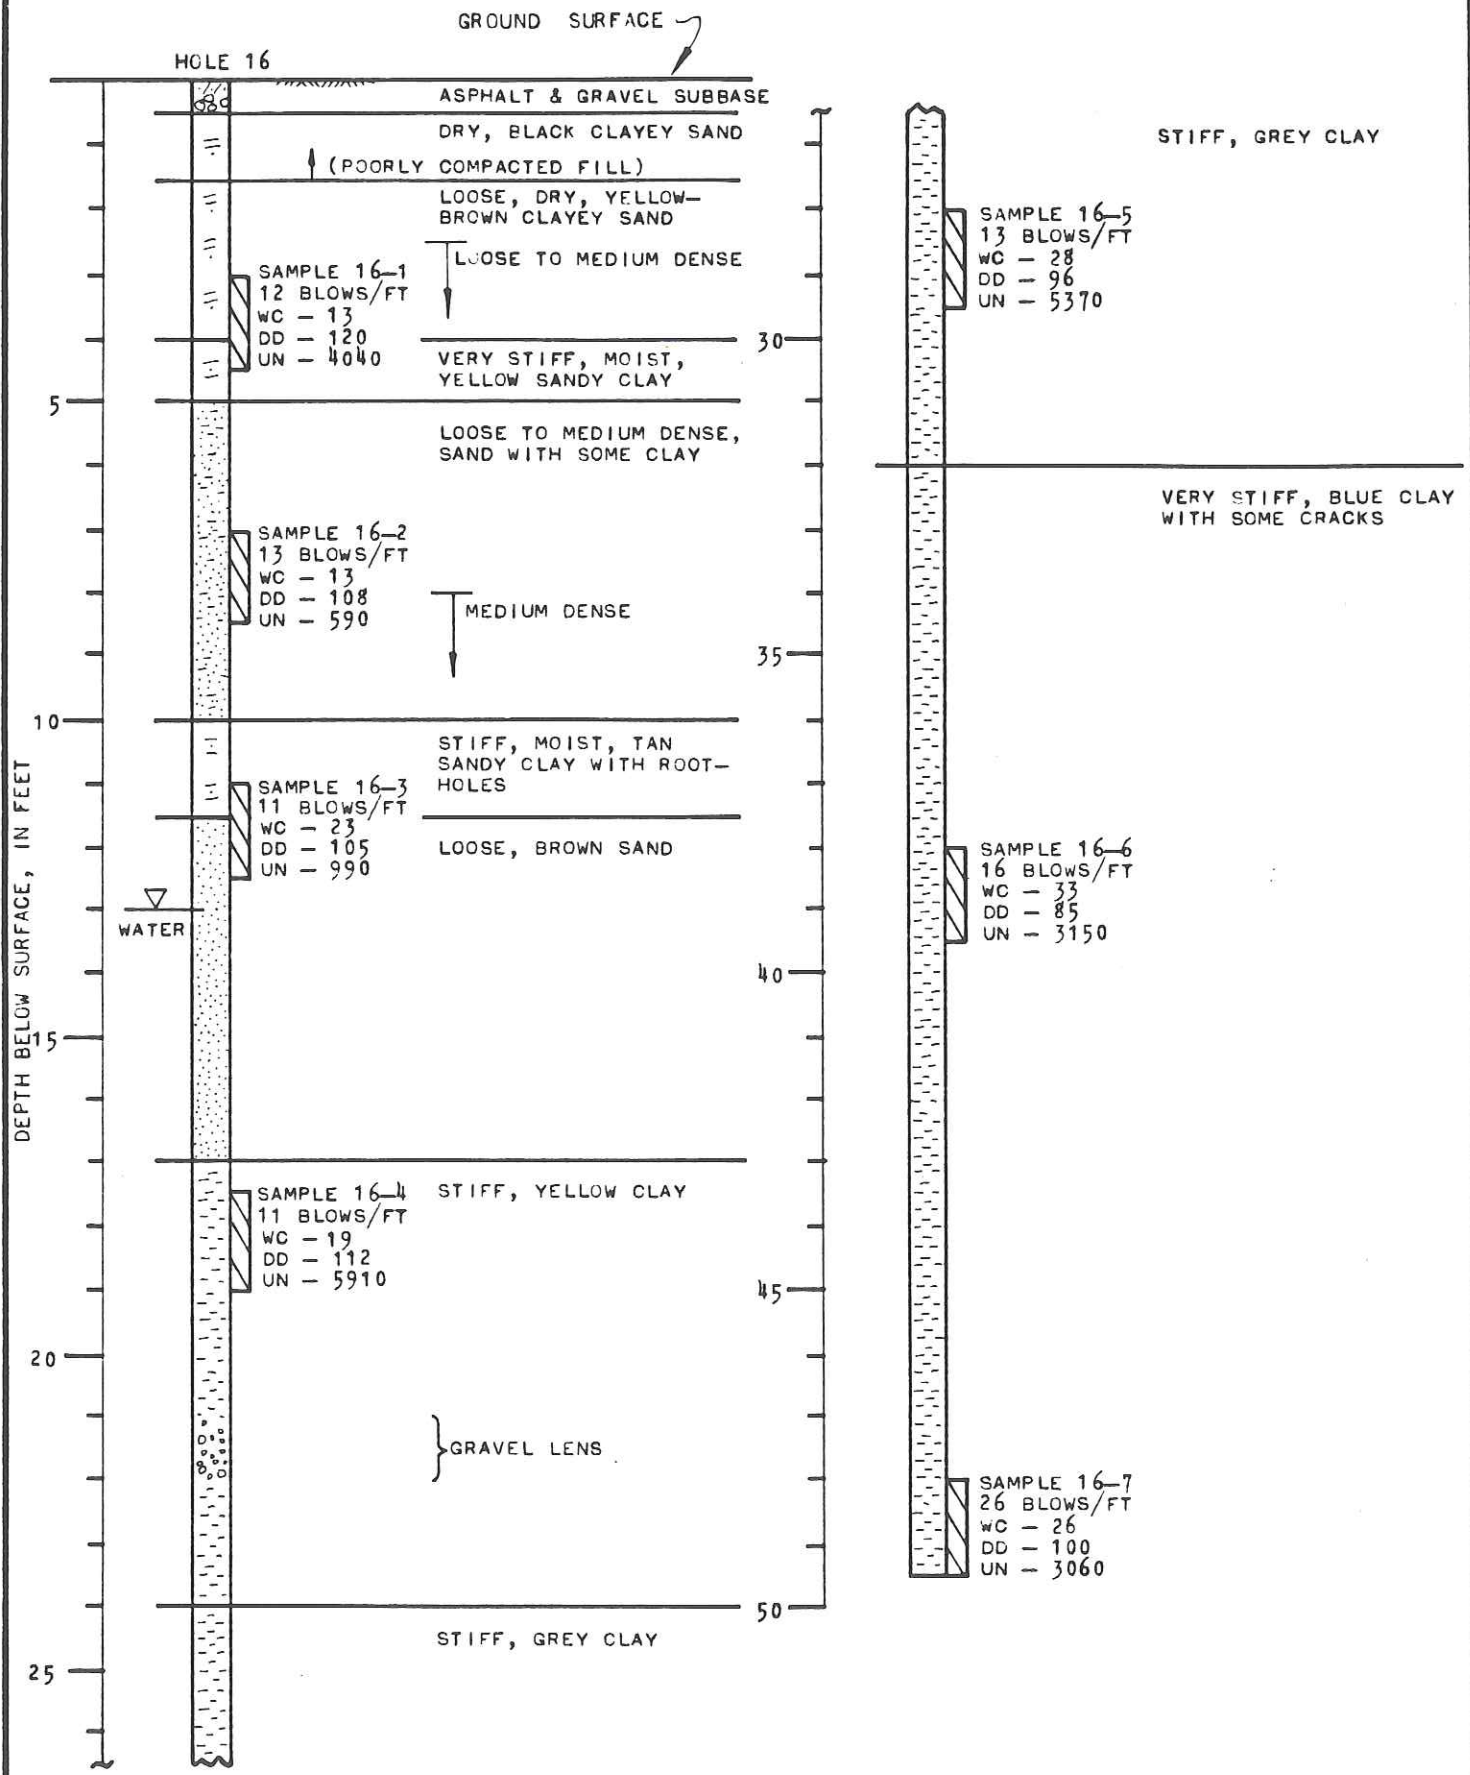 GROUND SURFACE
HOLE 16
ASPHALT & GRAVEL SUBBASE
DRY, BLACK CLAYEY SAND
(POORLY COMPACTED FILL)
LOOSE, DRY, YELLOW-
BROWN CLAYEY SAND
LOOSE TO MEDIUM DENSE
SAMPLE 16-1
12 BLOWS/FT
WC - 13
DD - 120
UN - 4040
VERY STIFF, MOIST,
YELLOW SANDY CLAY
5
LOOSE TO MEDIUM DENSE,
SAND WITH SOME CLAY
SAMPLE 16-2
13 BLOWS/FT
WC - 13
DD - 108
UN - 590
MEDIUM DENSE
10
STIFF, MOIST, TAN
SANDY CLAY WITH ROOT-
HOLES
SAMPLE 16-3
11 BLOWS/FT
WC - 23
DD - 105
UN - 990
LOOSE, BROWN SAND
WATER
DEPTH BELOW SURFACE, IN FEET
15
SAMPLE 16-4
11 BLOWS/FT
WC - 19
DD - 112
UN - 5910
STIFF, YELLOW CLAY
20
GRAVEL LENS
STIFF, GREY CLAY
25
STIFF, GREY CLAY
SAMPLE 16-5
13 BLOWS/FT
WC - 28
DD - 96
UN - 5370
30
VERY STIFF, BLUE CLAY
WITH SOME CRACKS
35
SAMPLE 16-6
16 BLOWS/FT
WC - 33
DD - 85
UN - 3150
40
45
SAMPLE 16-7
26 BLOWS/FT
WC - 26
DD - 100
UN - 3060
50